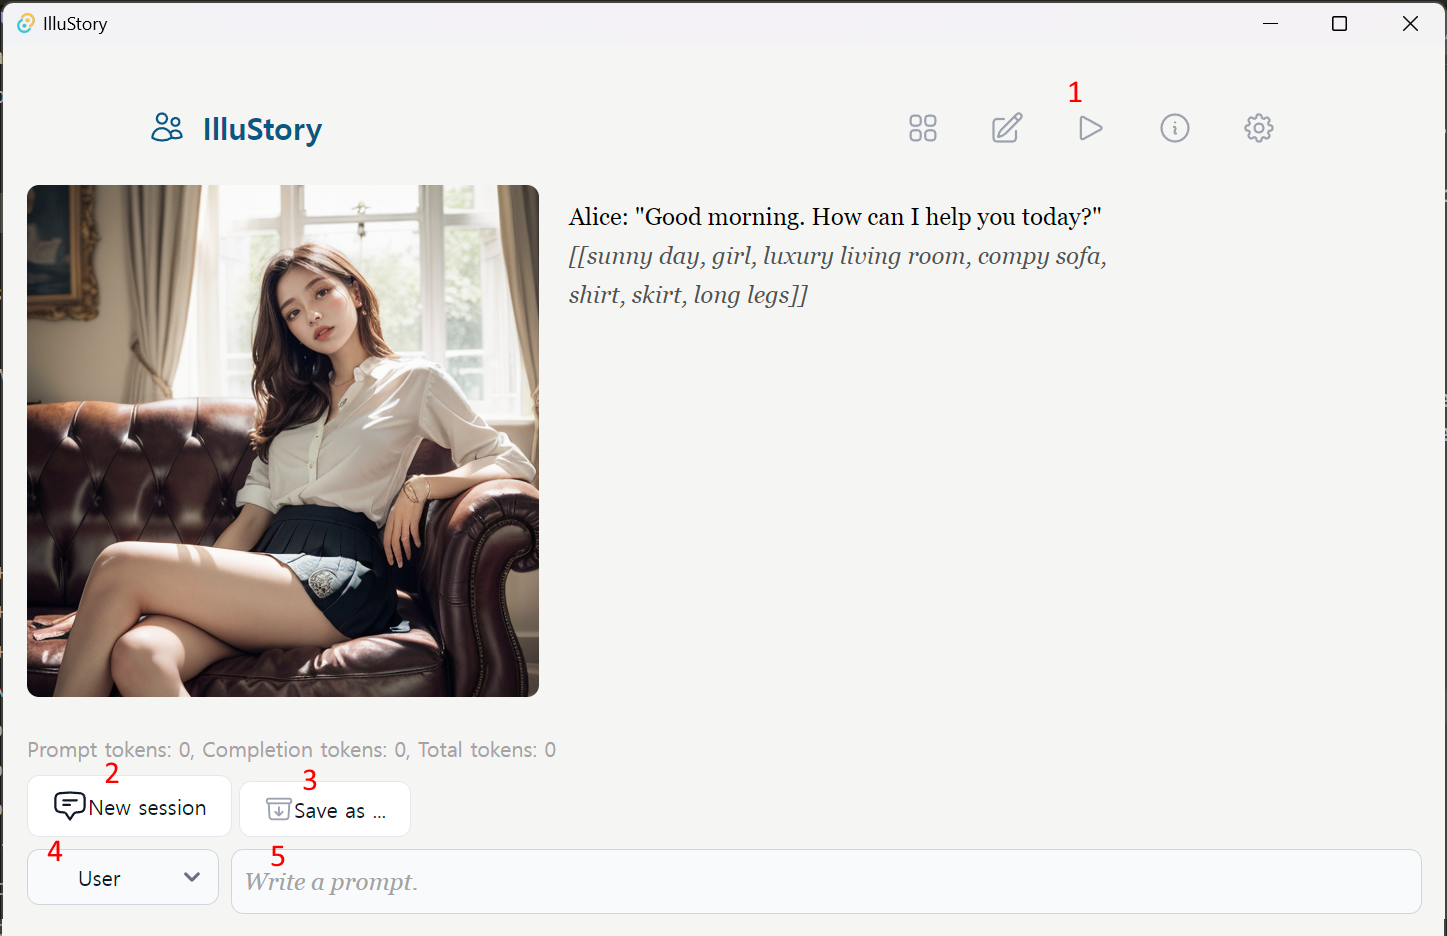 IlluStory
1
IlluStory
Alice: "Good morning. How can I help you today?"
[[sunny day, girl, luxury living room, compy sofa,
shirt, skirt, long legs]]
Prompt tokens: 0, Completion tokens: 0, Total tokens: 0
2
3
New session
Save as ...
4
5
User
Write a prompt.